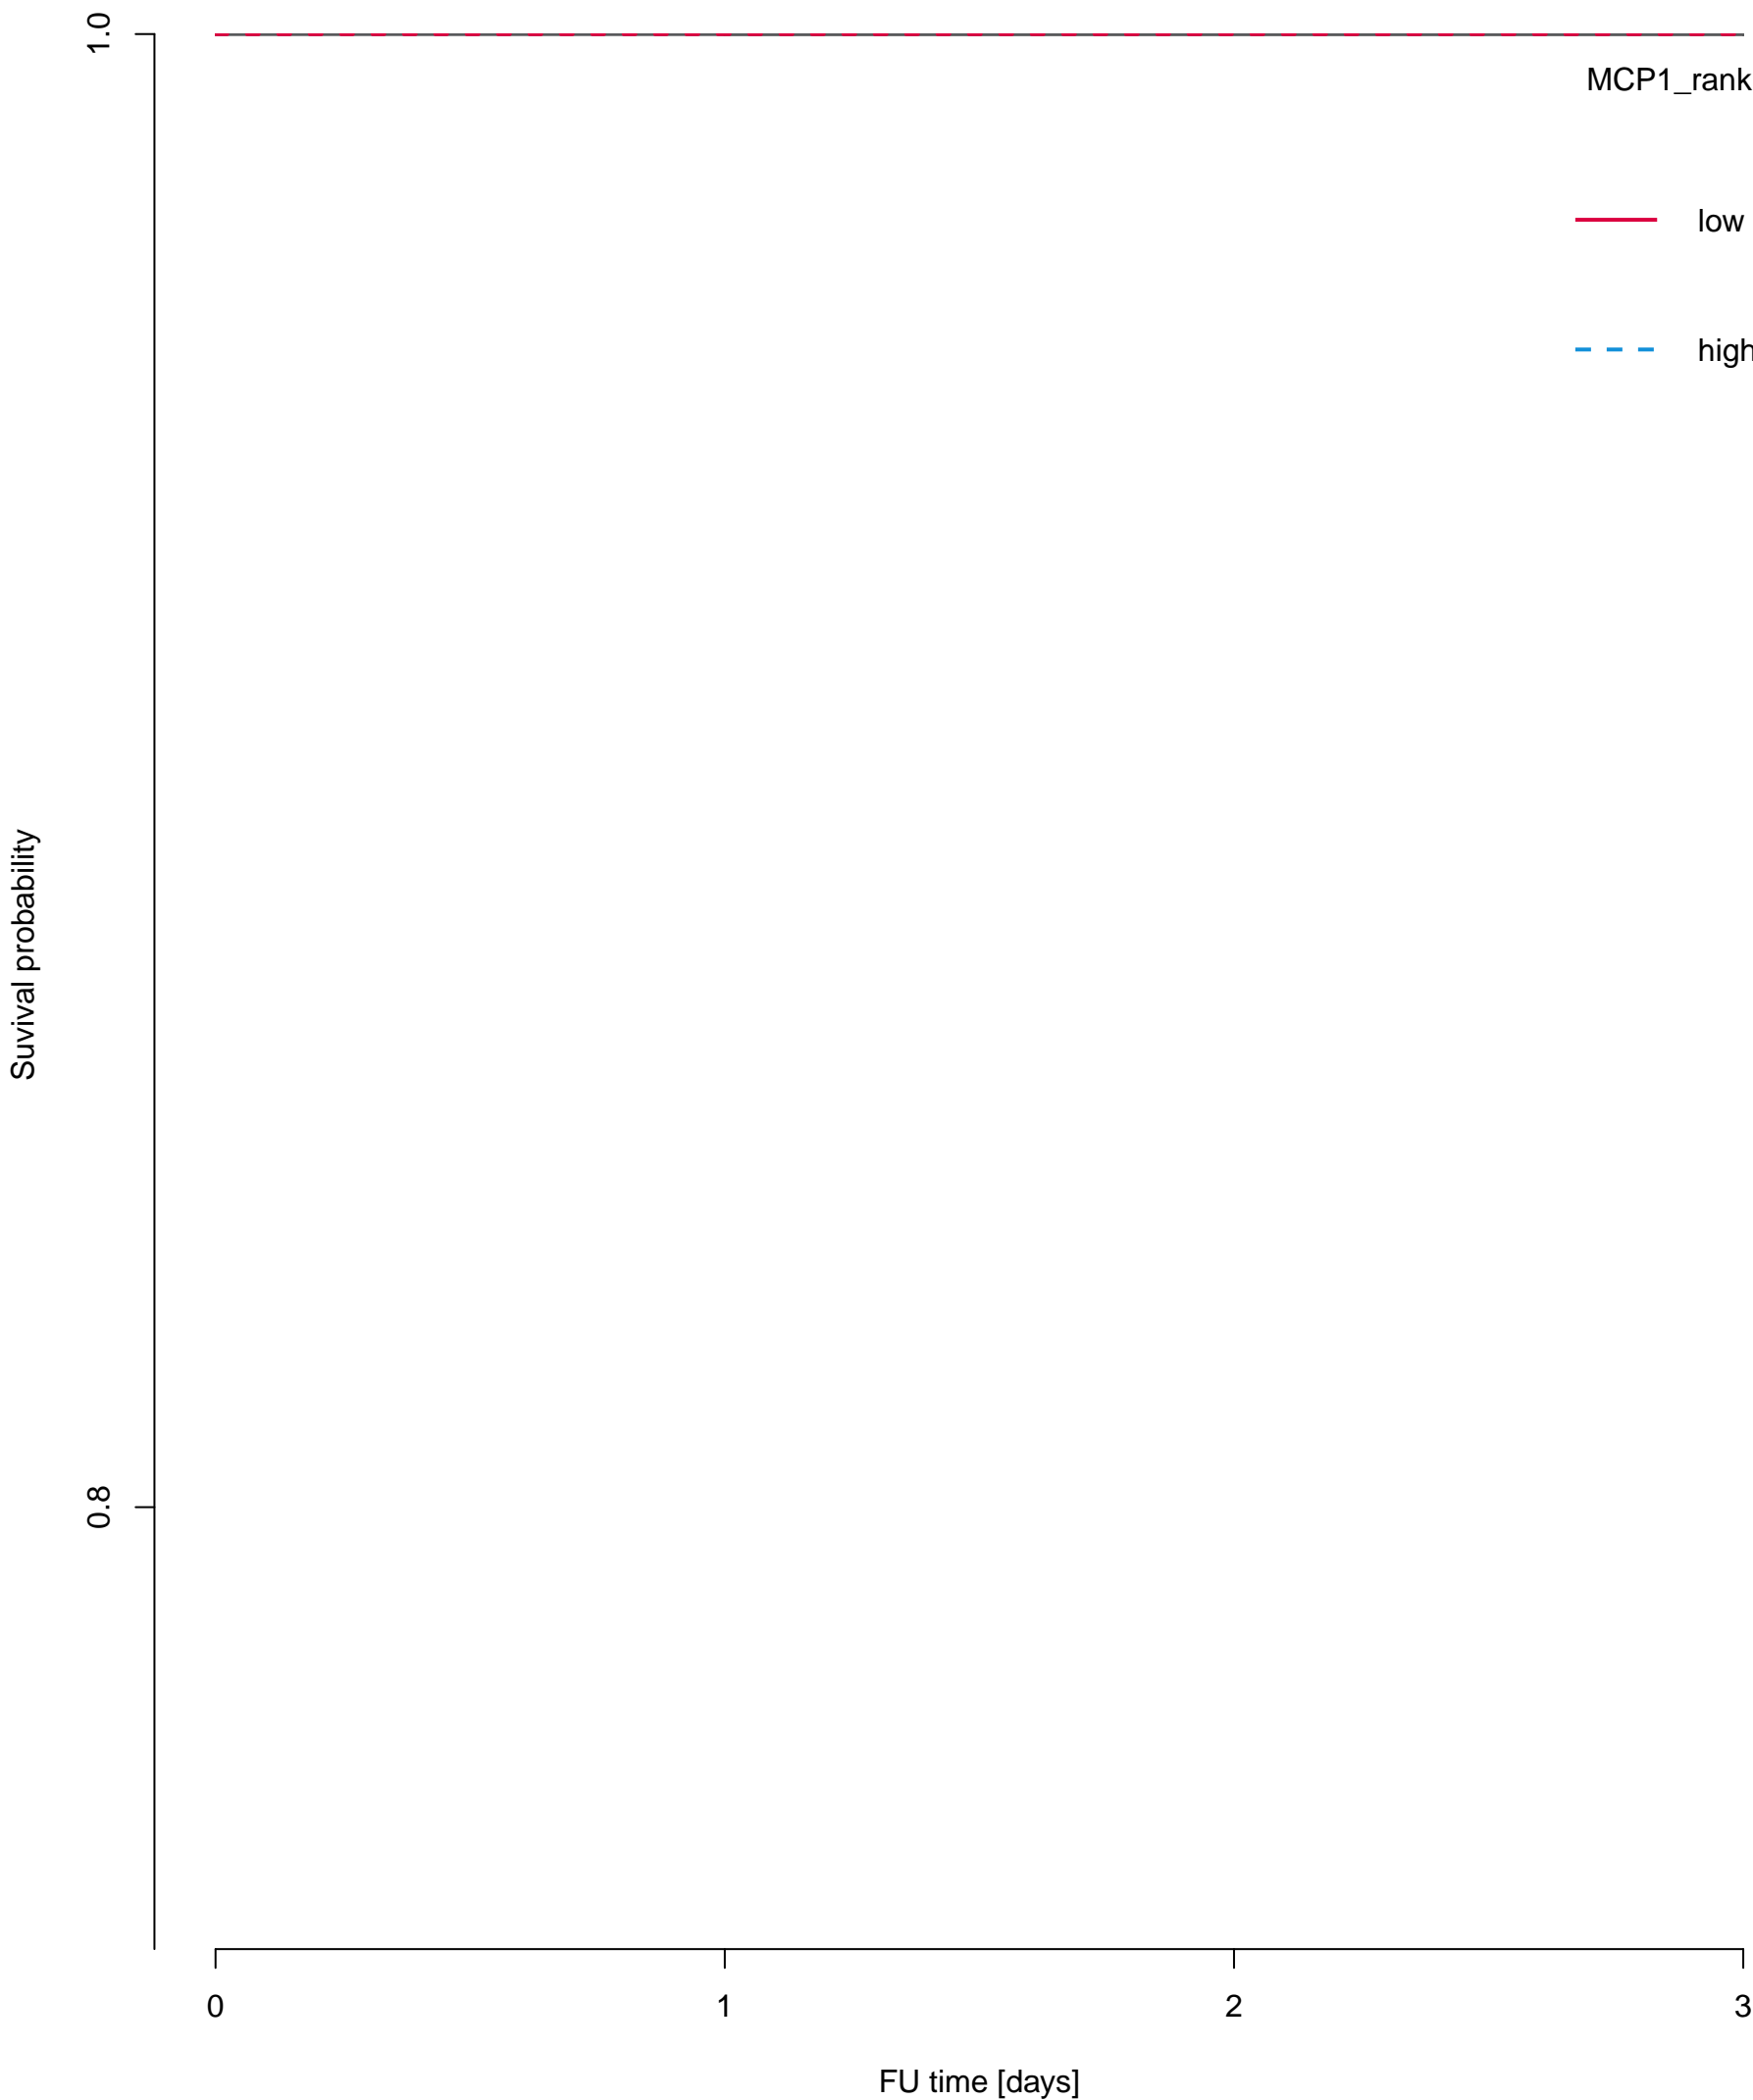 1.0
MCP1_rank
low
high
Suvival probability
0.8
0
1
2
3
FU time [days]